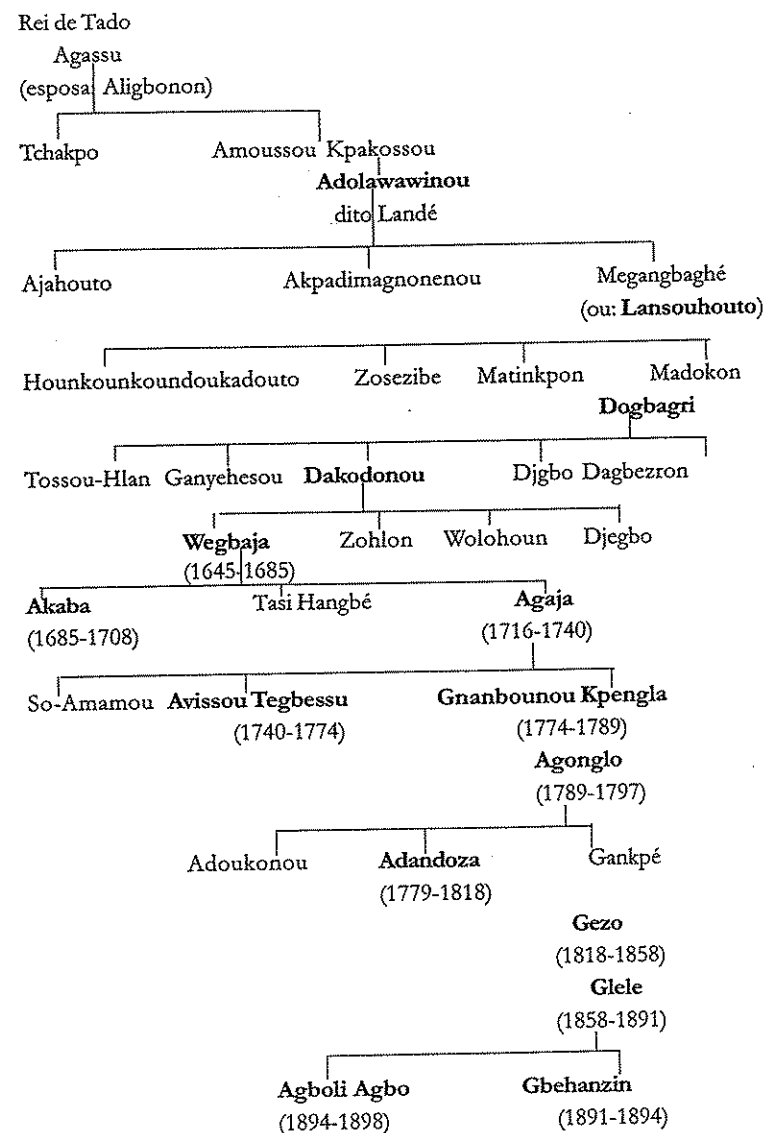 Rei de Tado
Agassu
(esposa Aligbonon)
Tchakpo Amoussou Kpakossou
Adolawawinou
dito Landé
Ajahouto Akpadimagnonenou Megangbaghé
(ou: Lansouhouto)
Hounkounkoundoukadouto Zosezibe Matinkpon Madokon
Dogbagri
Tossou-Hlan Ganyehesou Dakodonou Djgbo Dagbezron
Wegbaja Zohlon Wolohoun Djegbo
(1645-1685)
Akaba Tasi Hangbé Agaja
(1685-1708) (1716-1740)
So-Amamou Avissou Tegbessu Gnanbounou Kpengla
(1740-1774) (1774-1789)
Agonglo
(1789-1797)
Adoukonou Adandoza Gankpé
(1779-1818)
Gezo
(1818-1858)
Glele
(1858-1891)
Agboli Agbo Gbehanzin
(1894-1898) (1891-1894)